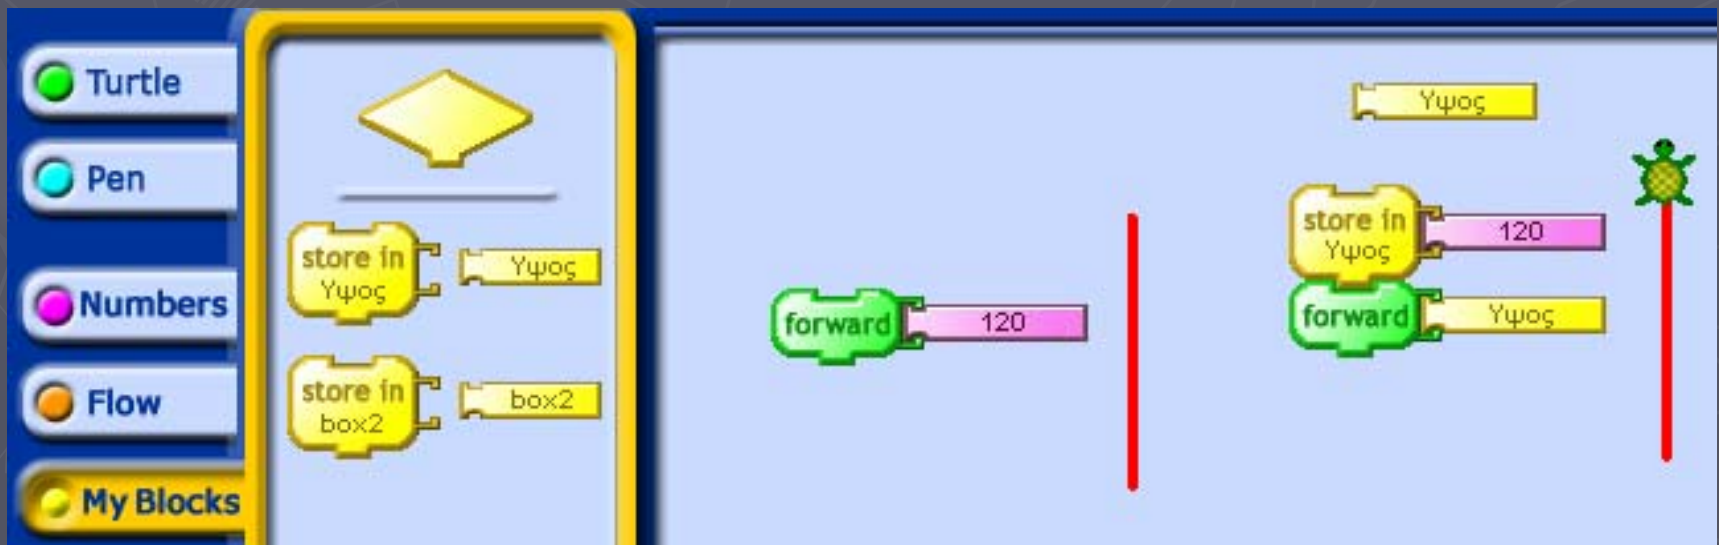 Turtle
Pen
Numbers
Flow
My Blocks
store in
Υψος
Υψος
store in
box2
box2
forward
120
Υψος
store in
Υψος
120
forward
Υψος